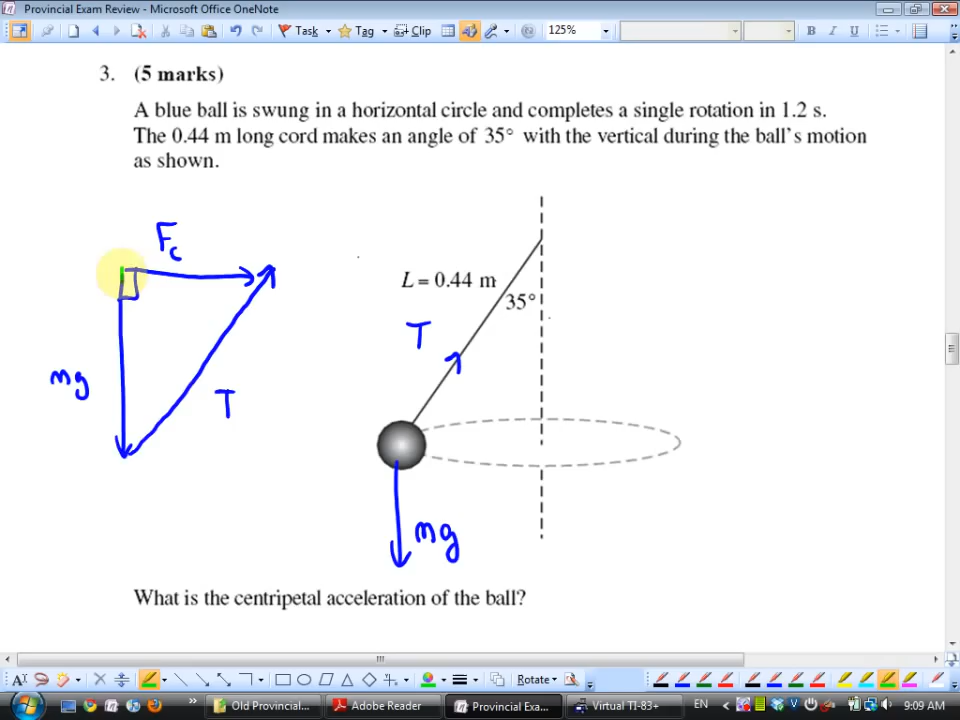 Provincial Exam Review - Microsoft Office OneNote
Task Tag Clip 125% B I U
3. (5 marks)
A blue ball is swung in a horizontal circle and completes a single rotation in 1.2 s.
The 0.44 m long cord makes an angle of 35° with the vertical during the ball's motion
as shown.
Fc
L = 0.44 m
35°
T
mg
T
mg
What is the centripetal acceleration of the ball?
Rotate
Old Provincial... Adobe Reader Provincial Exa... Virtual TI-83+ EN 9:09 AM